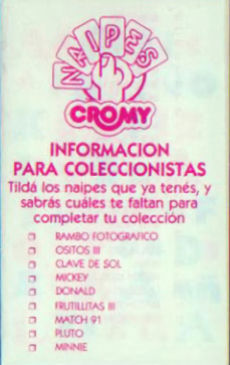 NAIPES
CROMY
INFORMACION
PARA COLECCIONISTAS
Tildá los naipes que ya tenés, y
sabrás cuáles te faltan para
completar tu colección
RAMBO FOTOGRAFICO
OSITOS III
CLAVE DE SOL
MICKEY
DONALD
FRUTILLITAS III
MATCH 91
PLUTO
MINNIE